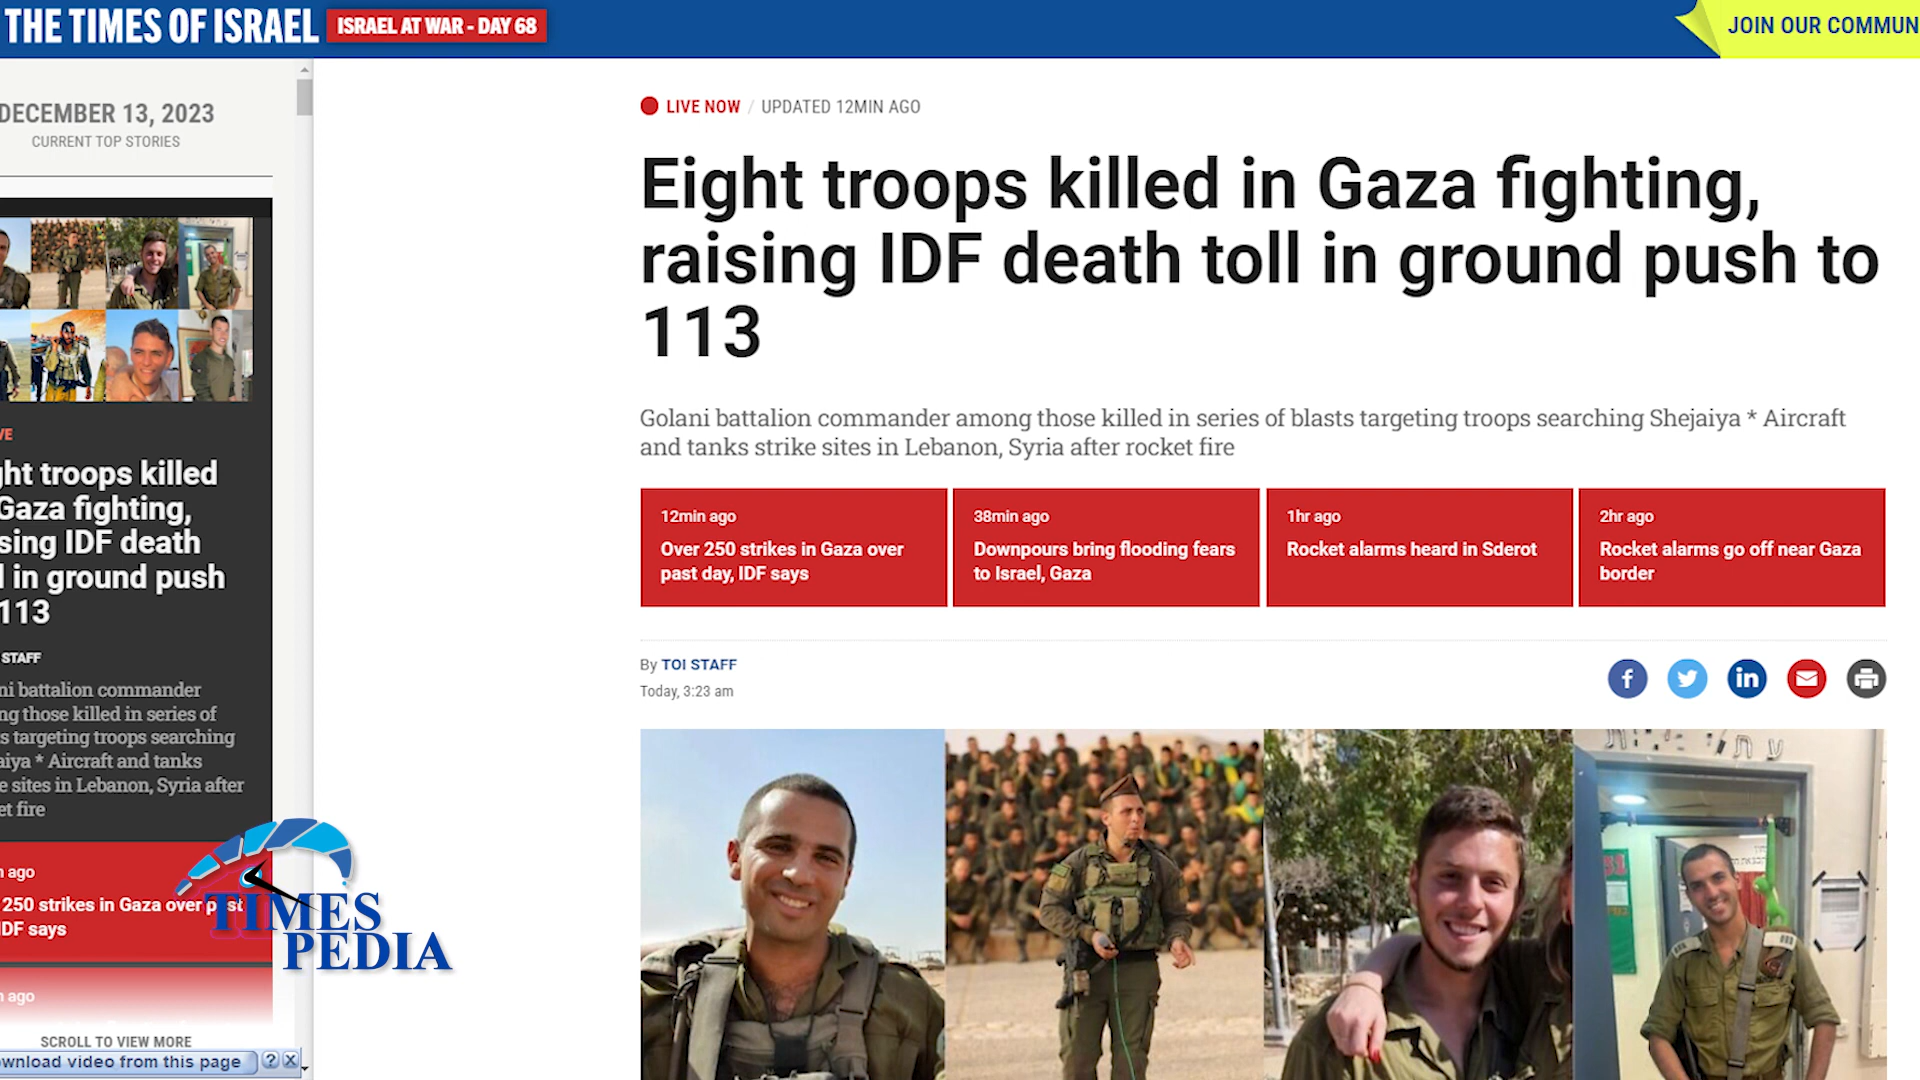 THE TIMES OF ISRAEL
ISRAEL AT WAR - DAY 68
JOIN OUR COMMUN
DECEMBER 13, 2023
CURRENT TOP STORIES
VE
ght troops killed
Gaza fighting,
sing IDF death
l in ground push
113
STAFF
ni battalion commander
ng those killed in series of
s targeting troops searching
aiya * Aircraft and tanks
e sites in Lebanon, Syria after
et fire
n ago
250 strikes in Gaza over past
IDF says
n ago
SCROLL TO VIEW MORE
ownload video from this page
? X
TIMES
PEDIA
LIVE NOW / UPDATED 12MIN AGO
Eight troops killed in Gaza fighting,
raising IDF death toll in ground push to
113
Golani battalion commander among those killed in series of blasts targeting troops searching Shejaiya * Aircraft
and tanks strike sites in Lebanon, Syria after rocket fire
12min ago
Over 250 strikes in Gaza over
past day, IDF says
38min ago
Downpours bring flooding fears
to Israel, Gaza
1hr ago
Rocket alarms heard in Sderot
2hr ago
Rocket alarms go off near Gaza
border
By TOI STAFF
Today, 3:23 am
f
in